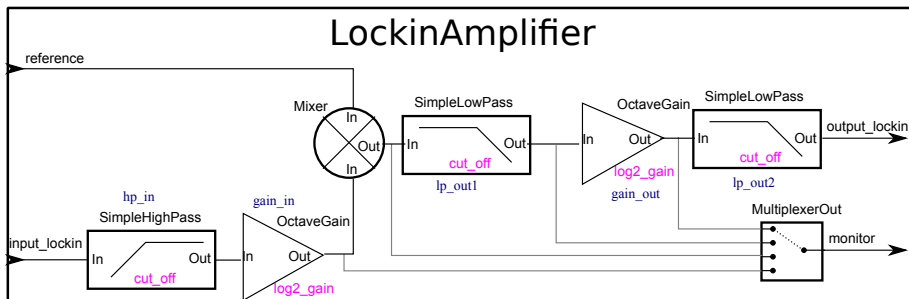 LockinAmplifier
reference
Mixer
In
Out
In
SimpleLowPass
In
Out
cut_off
lp_out1
OctaveGain
In
Out
log2_gain
gain_out
SimpleLowPass
In
Out
cut_off
lp_out2
output_lockin
hp_in
SimpleHighPass
input_lockin
In
Out
cut_off
gain_in
OctaveGain
In
Out
log2_gain
MultiplexerOut
monitor